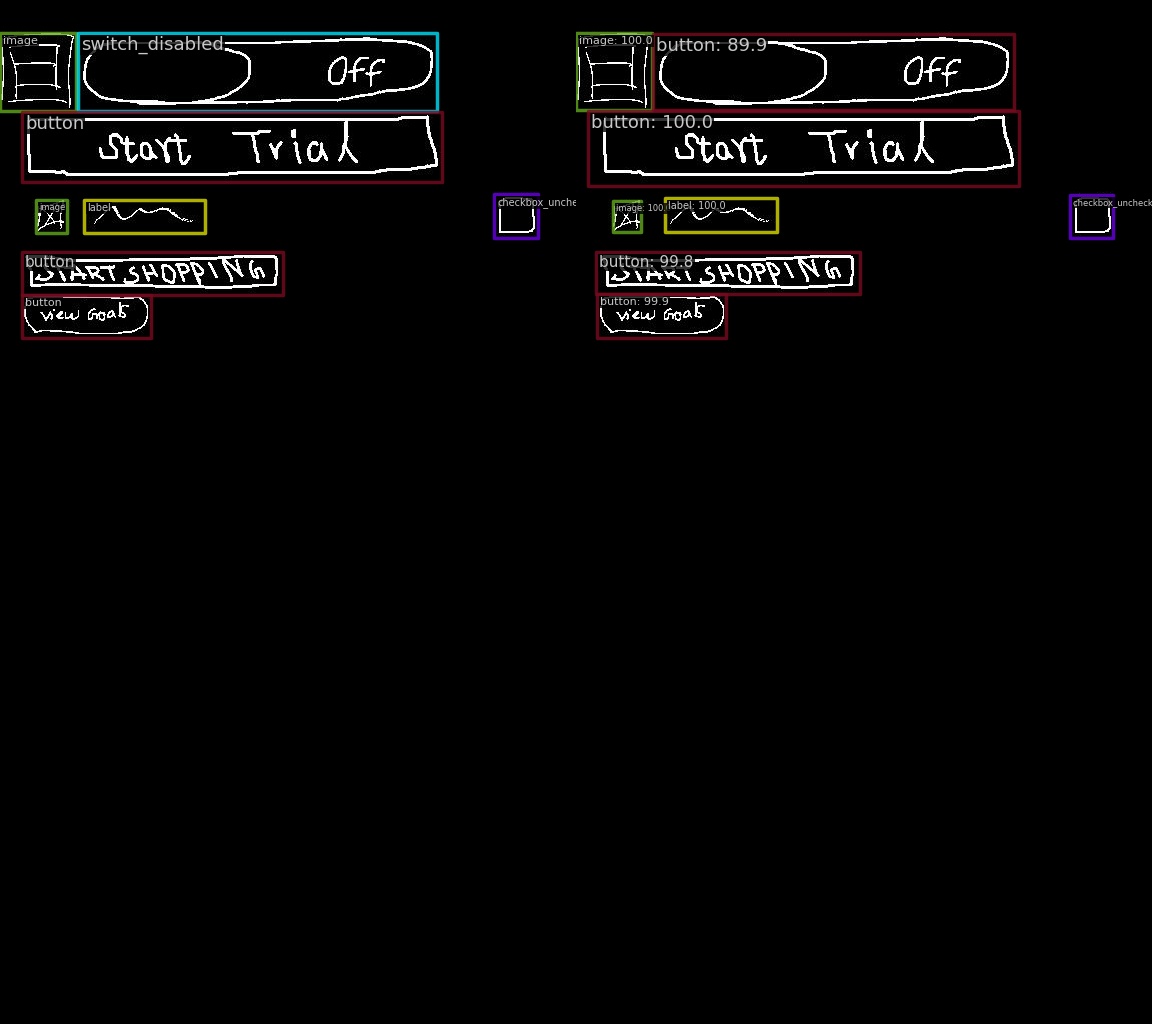 image switch_disabled image: 100.0 button: 89.9
Off Off
button button: 100.0
Start Trial Start Trial
image label checkbox_unche image: 100. label: 100.0 checkbox_uncheck
button button: 99.8
START SHOPPING START SHOPPING
button button: 99.9
View Goals View Goals